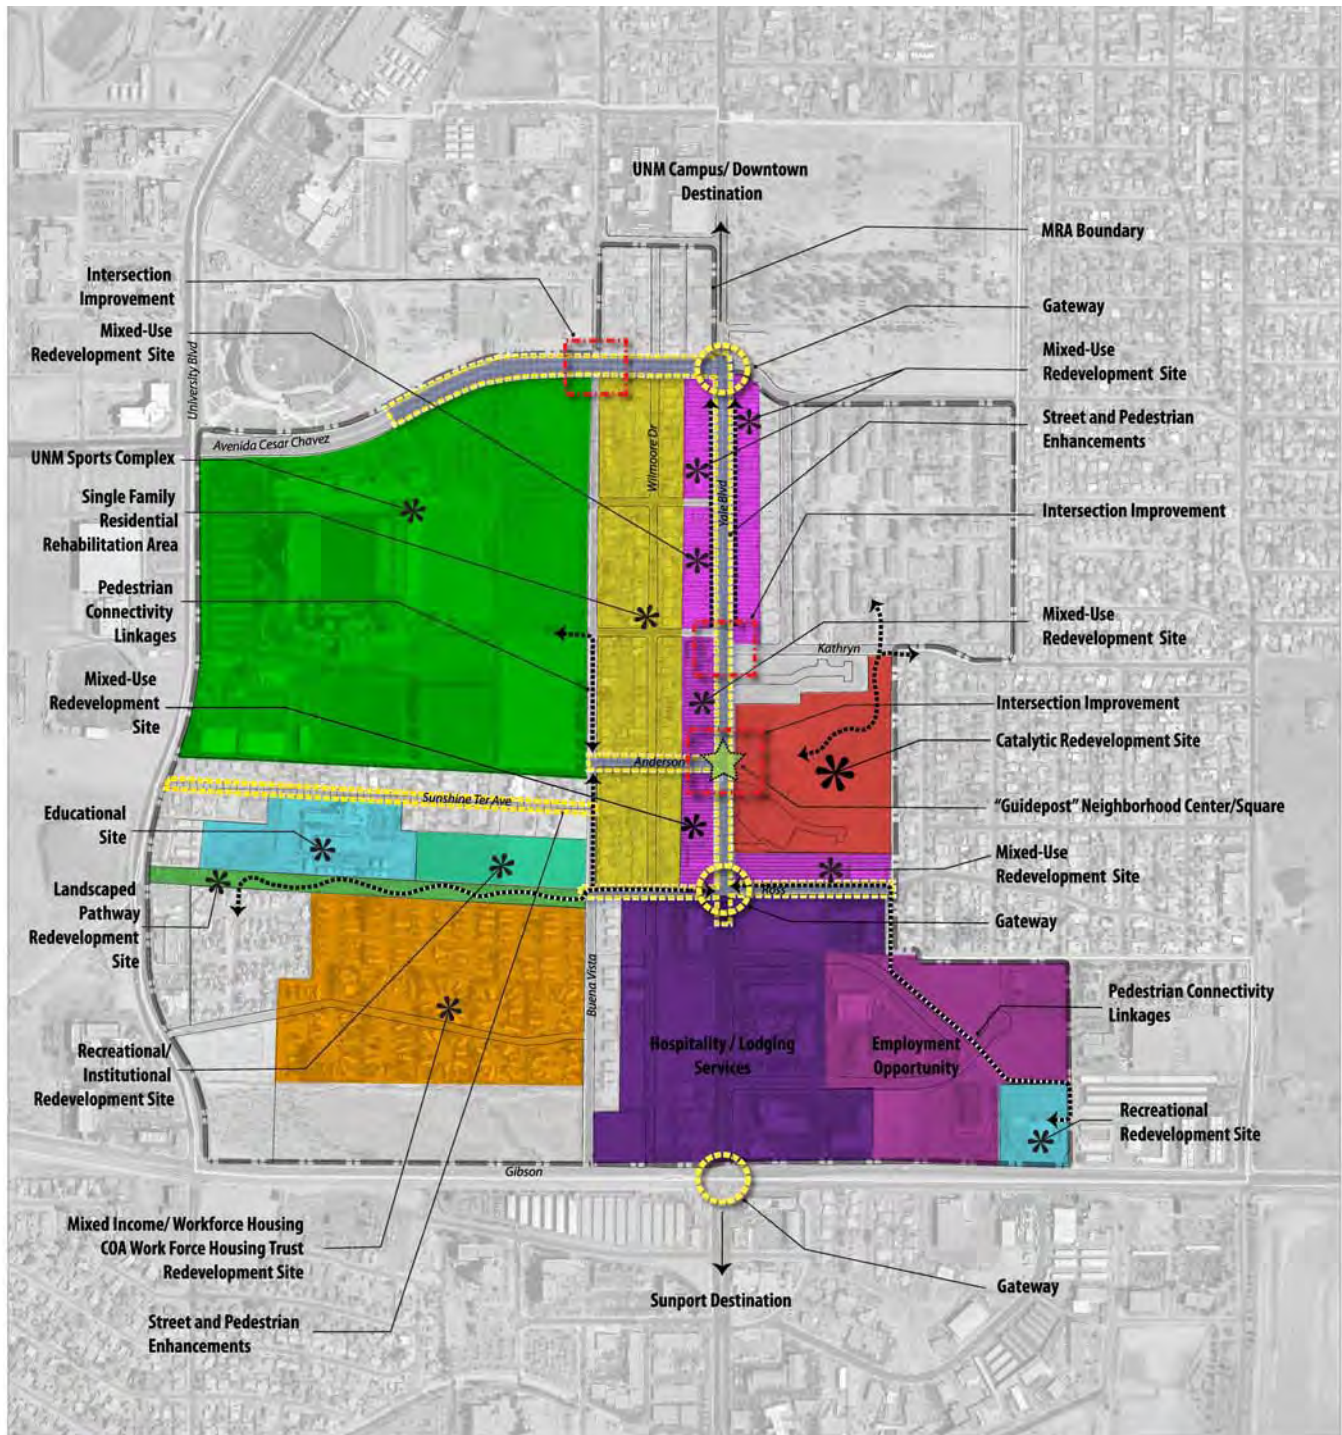 UNM Campus/ Downtown
Destination
MRA Boundary
Intersection
Improvement
Gateway
Mixed-Use
Redevelopment Site
Mixed-Use
Redevelopment Site
University Blvd
Avenida Cesar Chavez
Wilmoore Dr
Yale Blvd
Street and Pedestrian
Enhancements
UNM Sports Complex
Single Family
Residential
Rehabilitation Area
Intersection Improvement
Pedestrian
Connectivity
Linkages
Mixed-Use
Redevelopment Site
Kathryn
Mixed-Use
Redevelopment
Site
Intersection Improvement
Catalytic Redevelopment Site
Anderson
Sunshine Ter Ave
"Guidepost" Neighborhood Center/Square
Educational
Site
Mixed-Use
Redevelopment Site
Ross
Landscaped
Pathway
Redevelopment
Site
Gateway
Buena Vista
Pedestrian Connectivity
Linkages
Hospitality / Lodging
Services
Employment
Opportunity
Recreational/
Institutional
Redevelopment Site
Recreational
Redevelopment Site
Gibson
Mixed Income/ Workforce Housing
COA Work Force Housing Trust
Redevelopment Site
Gateway
Sunport Destination
Street and Pedestrian
Enhancements